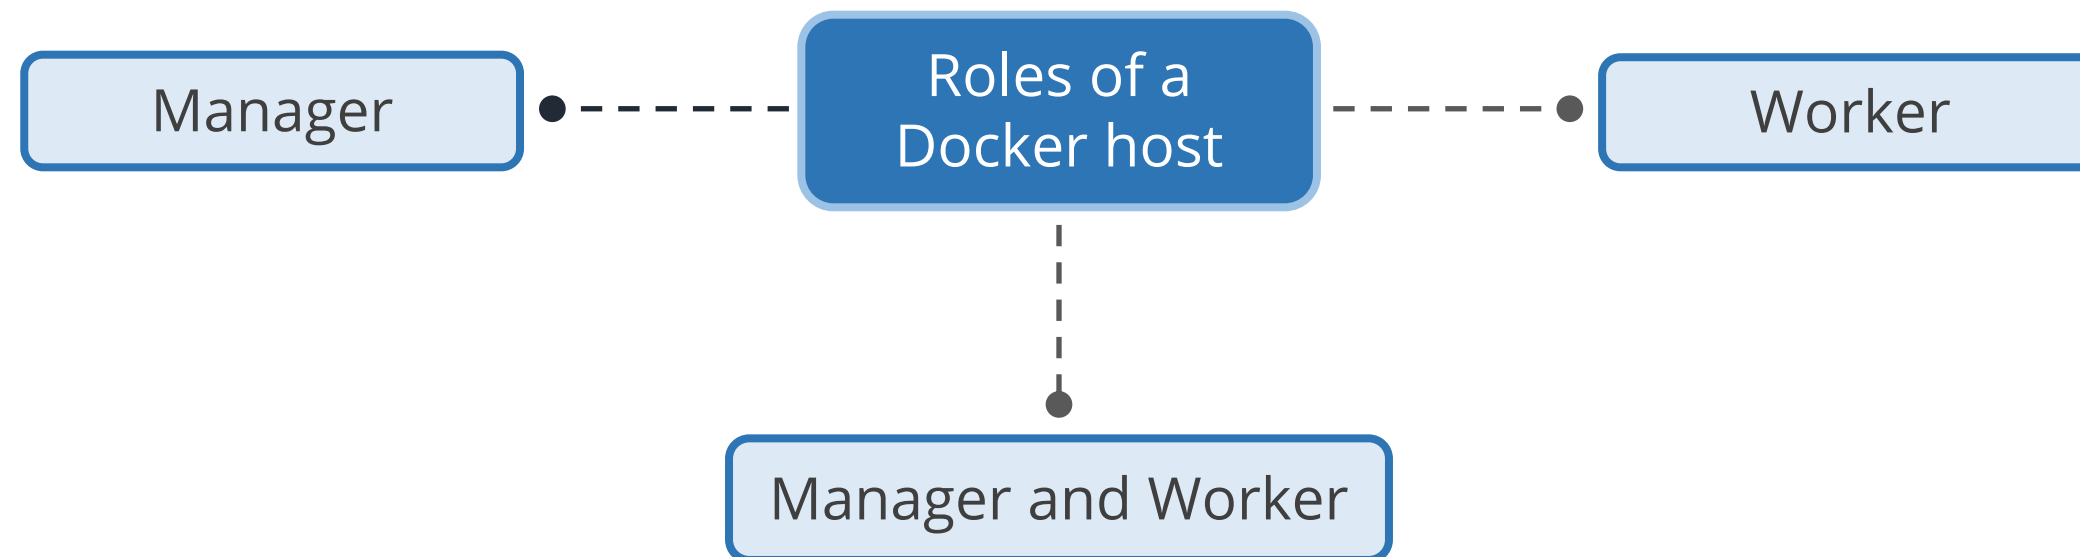 Roles of a
Docker host
Manager
Worker
Manager and Worker